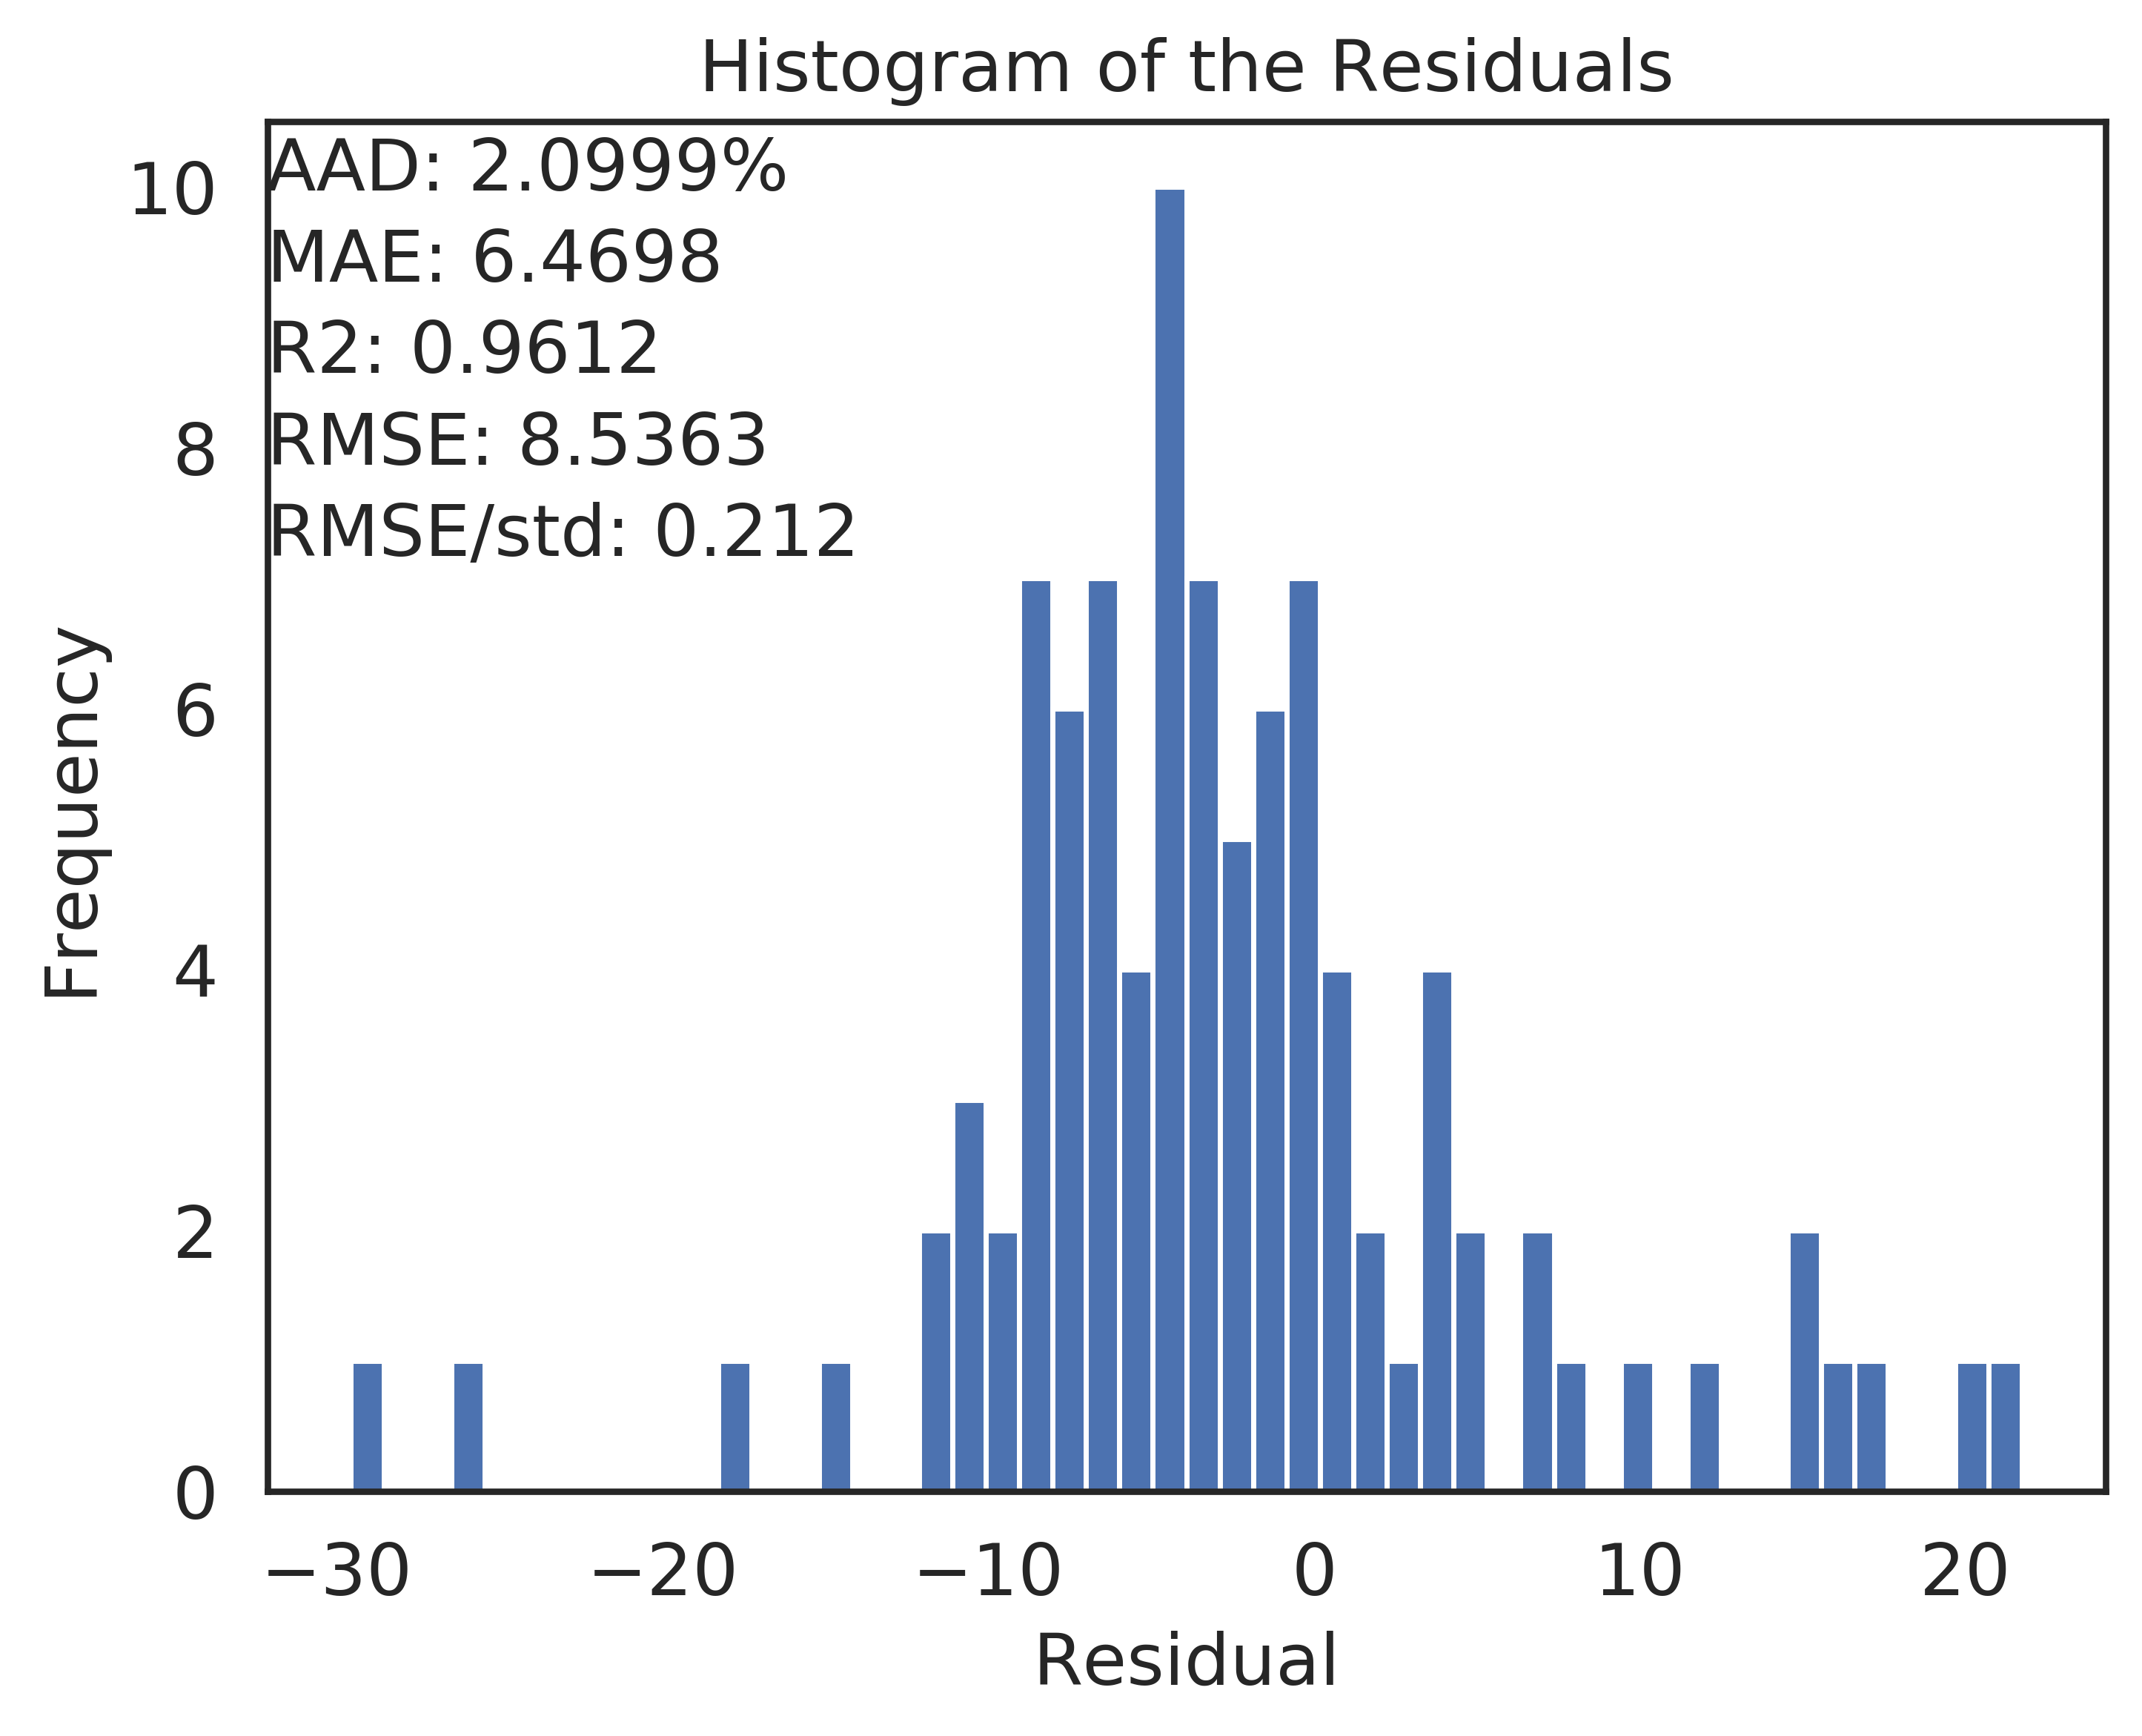 Histogram of the Residuals
AAD: 2.0999%
MAE: 6.4698
R2: 0.9612
RMSE: 8.5363
RMSE/std: 0.212
10
8
6
4
2
0
Frequency
−30 −20 −10 0 10 20
Residual